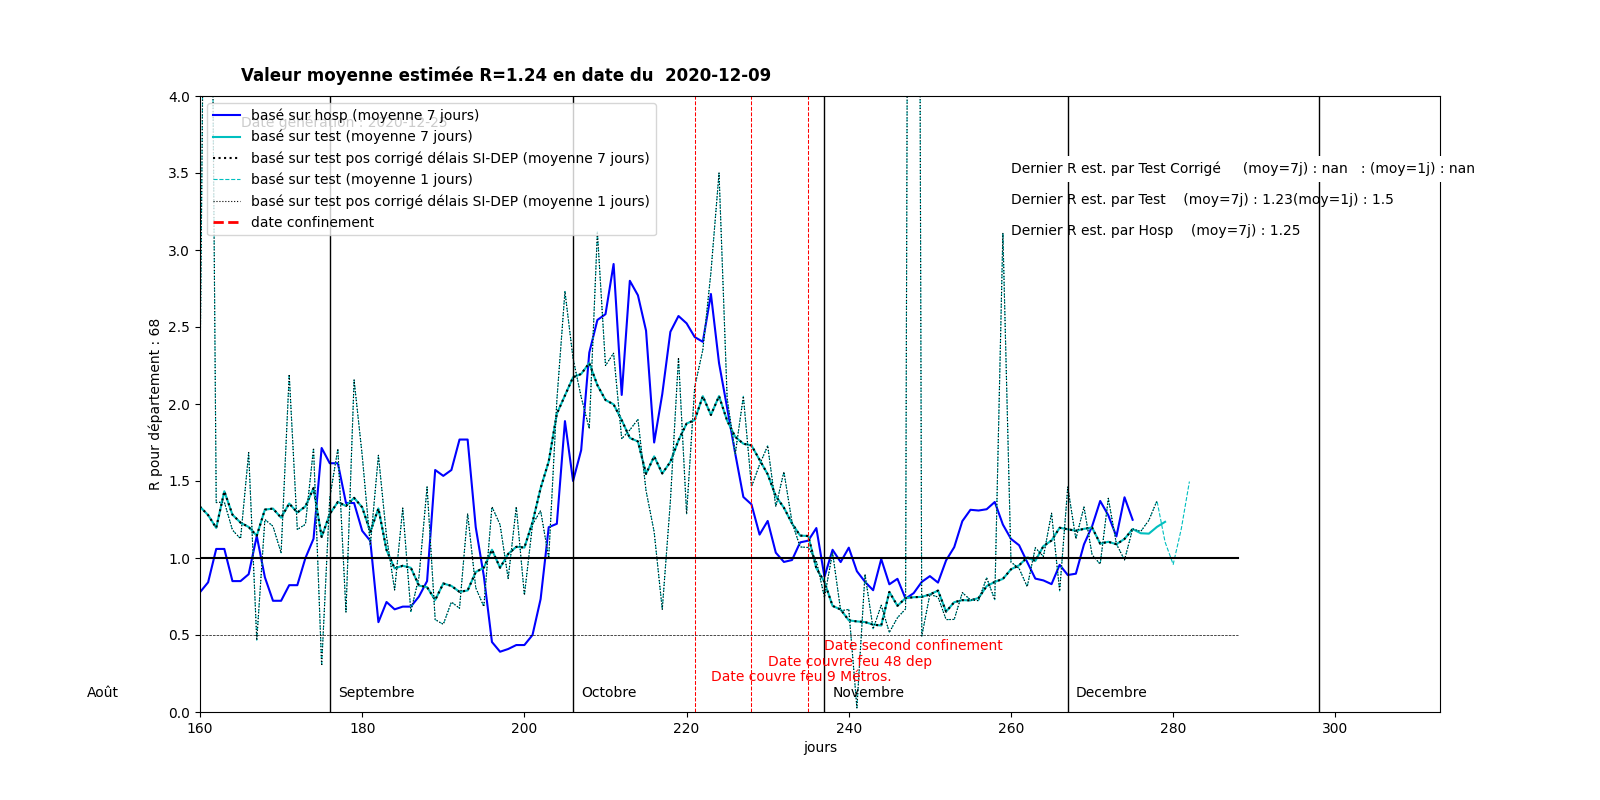 Valeur moyenne estimée R=1.24 en date du  2020-12-09
4.0
3.5
3.0
2.5
2.0
1.5
1.0
0.5
0.0
R pour département : 68
basé sur hosp (moyenne 7 jours)
basé sur test (moyenne 7 jours)
basé sur test pos corrigé délais SI-DEP (moyenne 7 jours)
basé sur test (moyenne 1 jours)
basé sur test pos corrigé délais SI-DEP (moyenne 1 jours)
date confinement
Dernier R est. par Test Corrigé     (moy=7j) : nan   : (moy=1j) : nan
Dernier R est. par Test    (moy=7j) : 1.23(moy=1j) : 1.5
Dernier R est. par Hosp    (moy=7j) : 1.25
Date second confinement
Date couvre feu 48 dep
Date couvre feu 9 Métros.
Août
Septembre
Octobre
Novembre
Decembre
160
180
200
220
240
260
280
300
jours